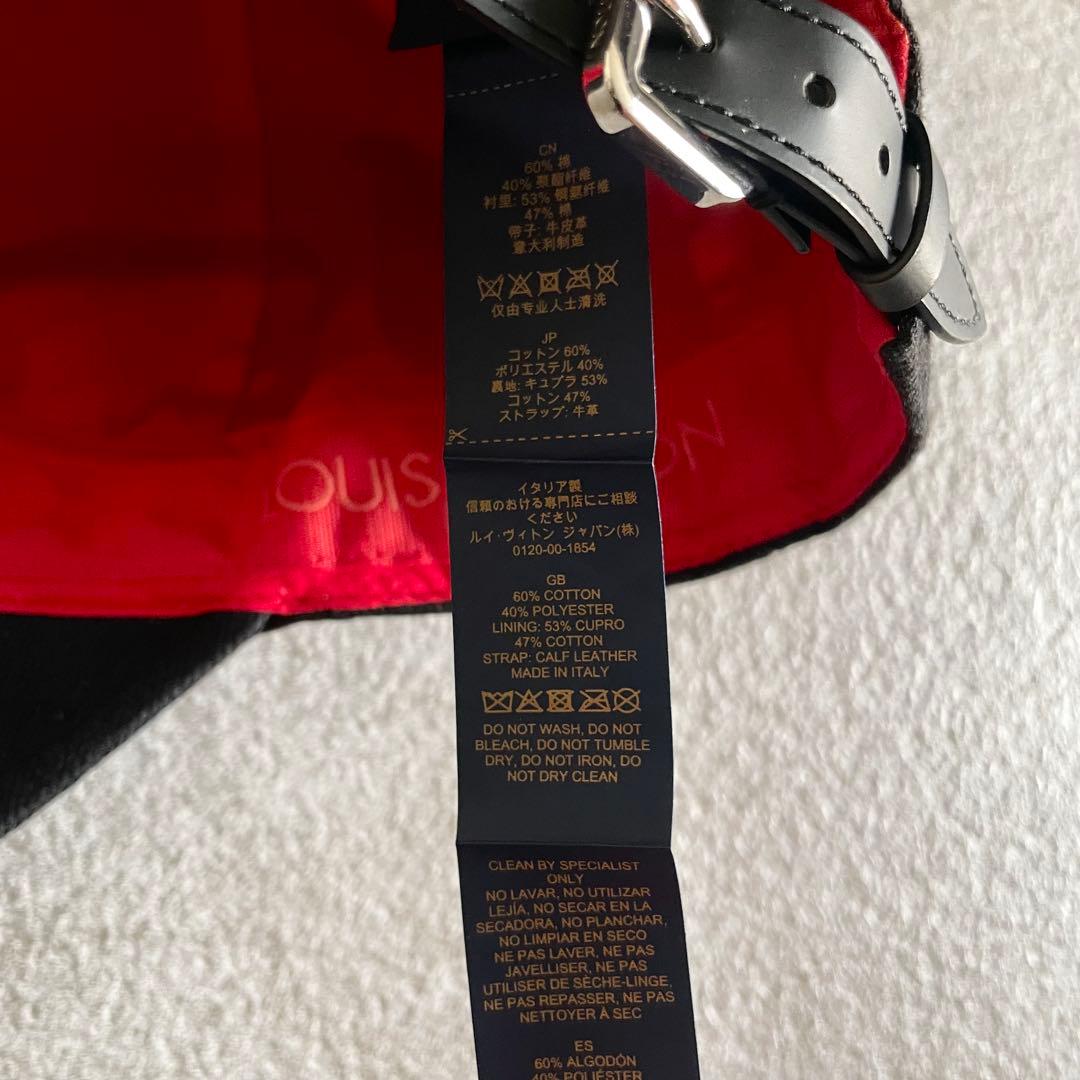 CN
60% 棉
40% 聚酯纤维
衬里: 53% 铜氨纤维
47% 棉
带子: 牛皮革
意大利制造
仅由专业人士清洗
JP
コットン 60%
ポリエステル 40%
裏地: キュプラ 53%
コットン 47%
ストラップ: 牛革
OUIS ON
イタリア製
信頼のおける専門店にご相談
ください
ルイ・ヴィトン ジャパン(株)
0120-00-1854
GB
60% COTTON
40% POLYESTER
LINING: 53% CUPRO
47% COTTON
STRAP: CALF LEATHER
MADE IN ITALY
DO NOT WASH, DO NOT
BLEACH, DO NOT TUMBLE
DRY, DO NOT IRON, DO
NOT DRY CLEAN
CLEAN BY SPECIALIST
ONLY
NO LAVAR, NO UTILIZAR
LEJÍA, NO SECAR EN LA
SECADORA, NO PLANCHAR,
NO LIMPIAR EN SECO
NE PAS LAVER, NE PAS
JAVELLISER, NE PAS
UTILISER DE SÈCHE-LINGE,
NE PAS REPASSER, NE PAS
NETTOYER À SEC
ES
60% ALGODÓN
40% POLIÉSTER